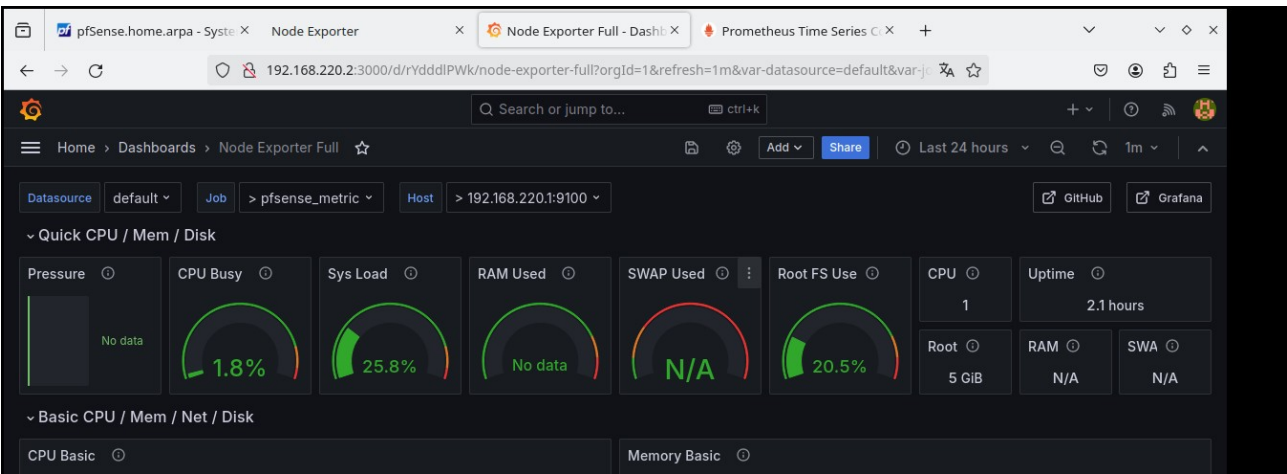 pfSense.home.arpa - Syste Node Exporter Node Exporter Full - Dashb Prometheus Time Series C
192.168.220.2:3000/d/rYdddlPWk/node-exporter-full?orgId=1&refresh=1m&var-datasource=default&var-j
Search or jump to... ctrl+k
Home › Dashboards › Node Exporter Full Add Share Last 24 hours 1m
Datasource default Job > pfsense_metric Host > 192.168.220.1:9100 GitHub Grafana
Quick CPU / Mem / Disk
Pressure CPU Busy Sys Load RAM Used SWAP Used Root FS Use CPU Uptime
1 2.1 hours
No data 1.8% 25.8% No data N/A 20.5%
Root RAM SWA
5 GiB N/A N/A
Basic CPU / Mem / Net / Disk
CPU Basic Memory Basic